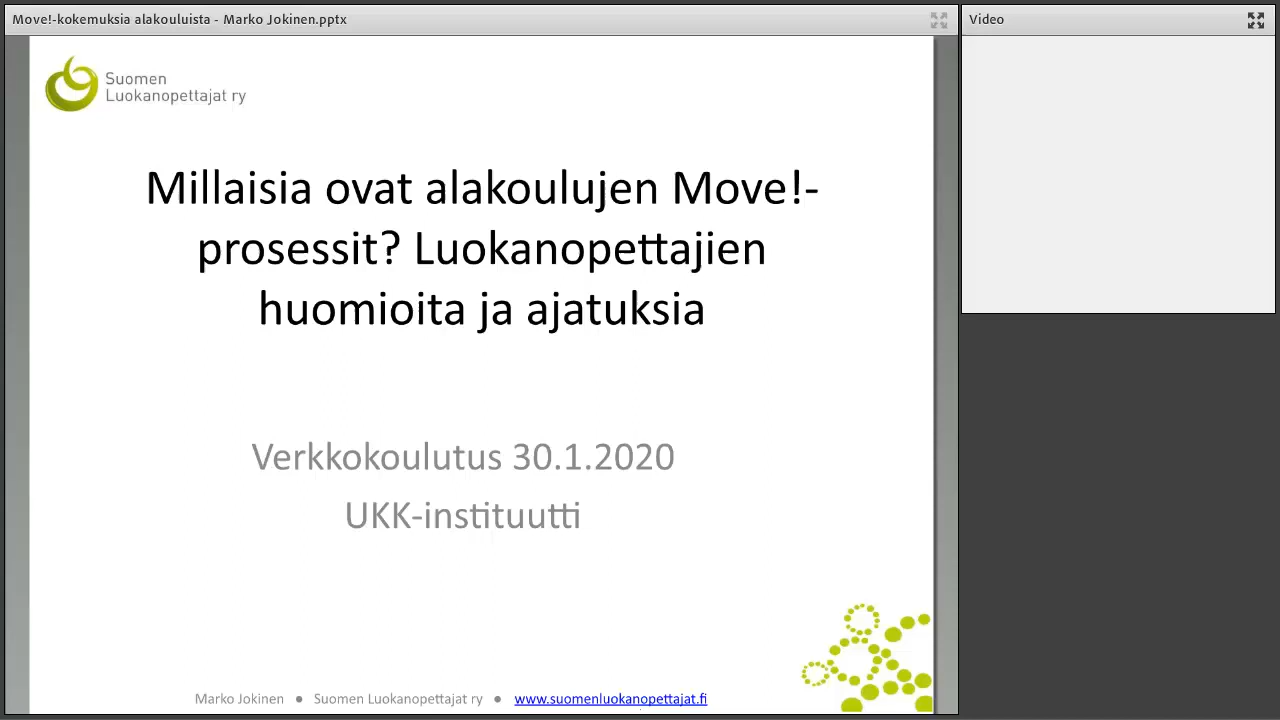 Move!-kokemuksia alakouluista - Marko Jokinen.pptx
Video
Suomen
Luokanopettajat ry
Millaisia ovat alakoulujen Move!-
prosessit? Luokanopettajien
huomioita ja ajatuksia
Verkkokoulutus 30.1.2020
UKK-instituutti
Marko Jokinen ● Suomen Luokanopettajat ry ● www.suomenluokanopettajat.fi